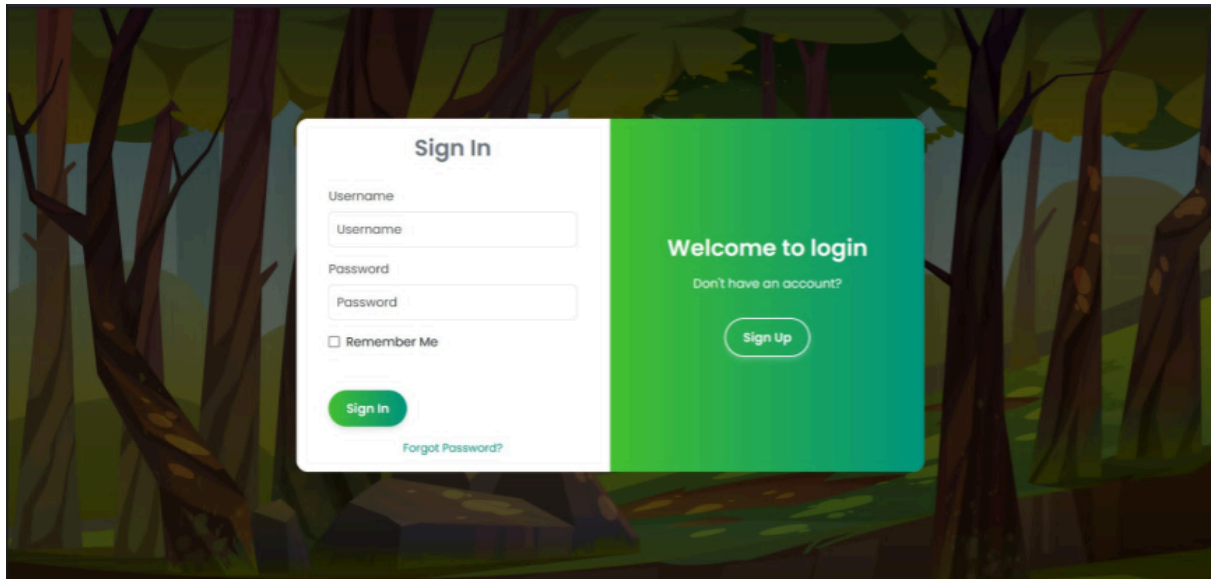 Sign In
Username
Username
Password
Password
Remember Me
Sign In
Forgot Password?
Welcome to login
Don't have an account?
Sign Up